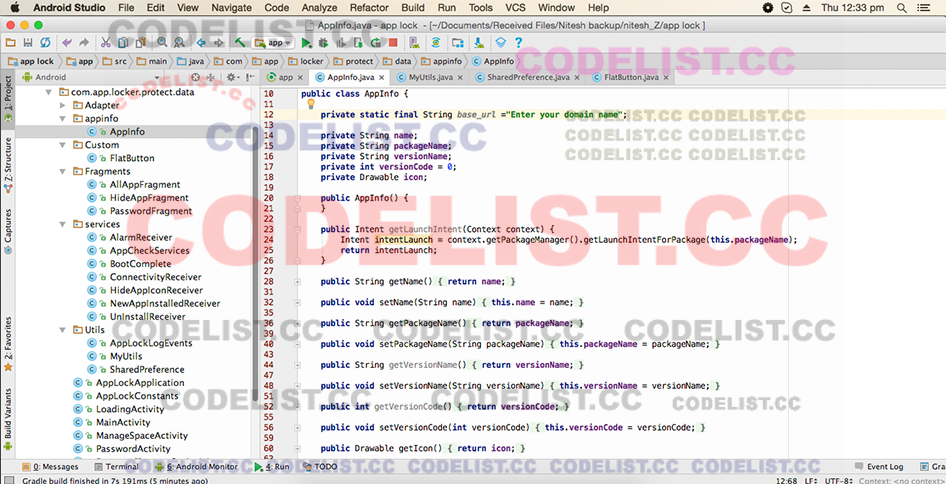 Android Studio File Edit View Navigate Code Analyze Refactor Build Run Tools VCS Window Help Thu 12:33 pm
AppInfo.java - app lock - [~/Documents/Received Files/Nitesh backup/nitesh_Z/app lock ]
CODELIST.CC
app
app lock app src main java com app locker protect data appinfo AppInfo
Android
app AppInfo.java MyUtils.java SharedPreference.java FlatButton.java
1: Project
Z: Structure
Captures
2: Favorites
Build Variants
com.app.locker.protect.data
Adapter
appinfo
AppInfo
Custom
FlatButton
Fragments
AllAppFragment
HideAppFragment
PasswordFragment
services
AlarmReceiver
AppCheckServices
BootComplete
ConnectivityReceiver
HideAppIconReceiver
NewAppInstalledReceiver
UnInstallReceiver
Utils
AppLockLogEvents
MyUtils
SharedPreference
AppLockApplication
AppLockConstants
LoadingActivity
MainActivity
ManageSpaceActivity
PasswordActivity
10 public class AppInfo {
11
12 private static final String base_url ="Enter your domain name";
13
14 private String name;
15 private String packageName;
16 private String versionName;
17 private int versionCode = 0;
18 private Drawable icon;
19
20 public AppInfo() {
21 }
22
23 public Intent getLaunchIntent(Context context) {
24 Intent intentLaunch = context.getPackageManager().getLaunchIntentForPackage(this.packageName);
25 return intentLaunch;
26 }
28 public String getName() { return name; }
32 public void setName(String name) { this.name = name; }
36 public String getPackageName() { return packageName; }
40 public void setPackageName(String packageName) { this.packageName = packageName; }
44 public String getVersionName() { return versionName; }
48 public void setVersionName(String versionName) { this.versionName = versionName; }
52 public int getVersionCode() { return versionCode; }
56 public void setVersionCode(int versionCode) { this.versionCode = versionCode; }
60 public Drawable getIcon() { return icon; }
CODELIST.CC
CODELIST.CC
CODELIST.CC CODELIST.CC
CODELIST.CC CODELIST.CC
CODELIST.CC CODELIST.CC
CODELIST.CC
CODELIST.CC CODELIST.CC CODELIST.CC
CODELIST.CC CODELIST.CC CODELIST.CC
CODELIST.CC CODELIST.CC CODELIST.CC
0: Messages Terminal 6: Android Monitor 4: Run TODO Event Log Gra
Gradle build finished in 7s 191ms (5 minutes ago) 12:68 LF UTF-8 Context: <no context>